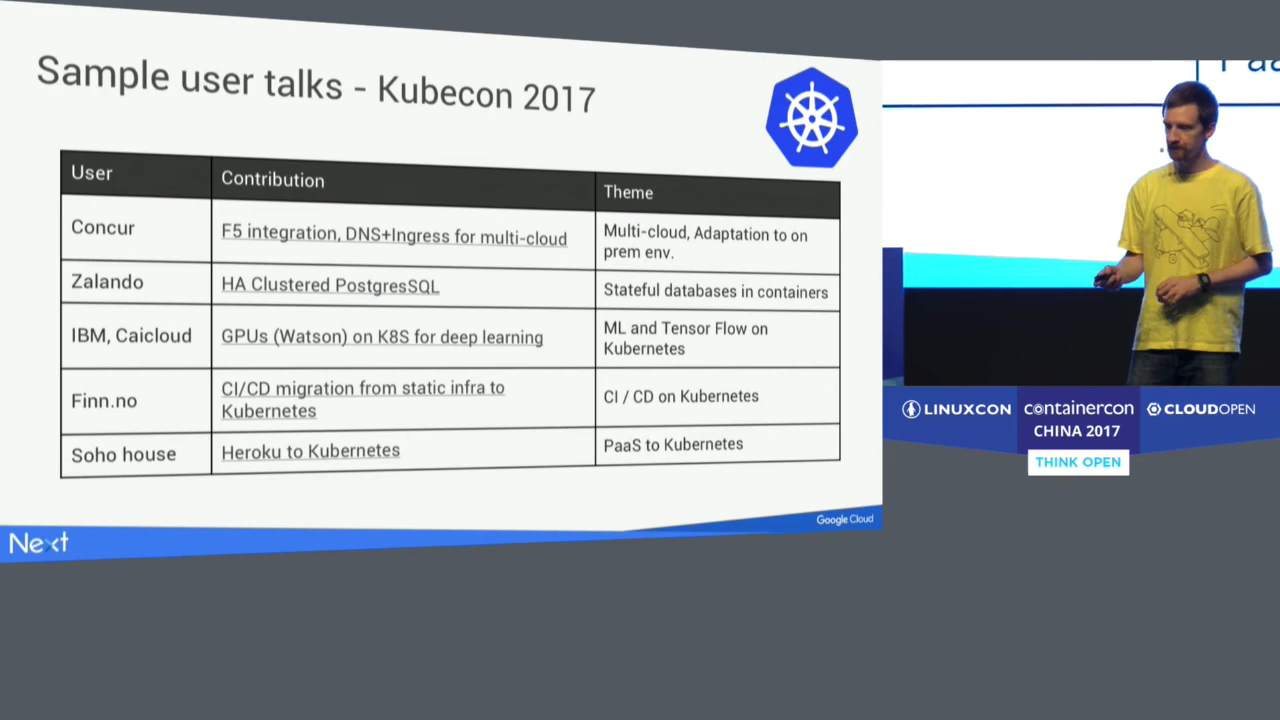 Sample user talks - Kubecon 2017
User
Contribution
Theme
Concur
F5 integration, DNS+Ingress for multi-cloud
Multi-cloud, Adaptation to on
prem env.
Zalando
HA Clustered PostgresSQL
Stateful databases in containers
IBM, Caicloud
GPUs (Watson) on K8S for deep learning
ML and Tensor Flow on
Kubernetes
Finn.no
CI/CD migration from static infra to
Kubernetes
CI / CD on Kubernetes
Soho house
Heroku to Kubernetes
PaaS to Kubernetes
Next
Google Cloud
LINUXCON
containercon
CLOUDOPEN
CHINA 2017
THINK OPEN